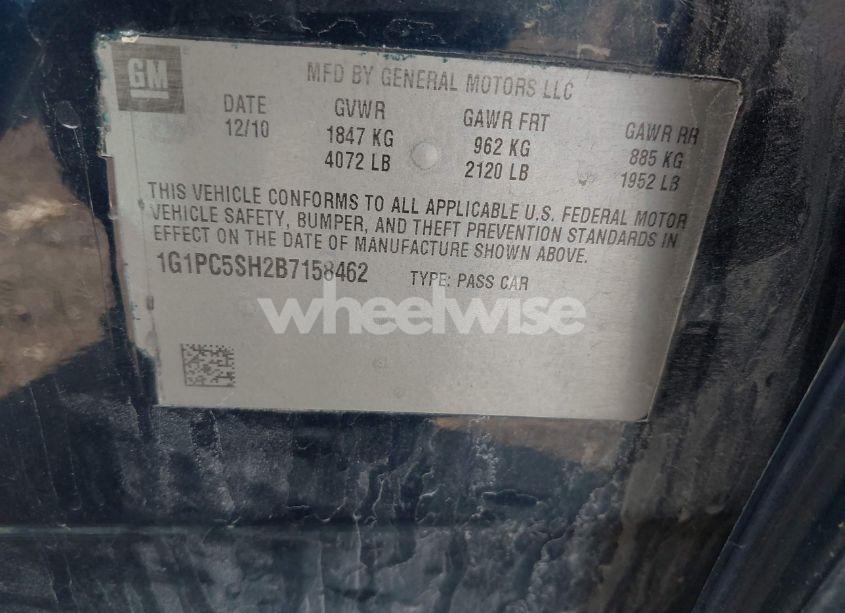 GM
MFD BY GENERAL MOTORS LLC
DATE GVWR GAWR FRT GAWR RR
12/10 1847 KG 962 KG 885 KG
4072 LB 2120 LB 1952 LB
THIS VEHICLE CONFORMS TO ALL APPLICABLE U.S. FEDERAL MOTOR
VEHICLE SAFETY, BUMPER, AND THEFT PREVENTION STANDARDS IN
EFFECT ON THE DATE OF MANUFACTURE SHOWN ABOVE.
1G1PC5SH2B7158462 TYPE: PASS CAR
wheelwise